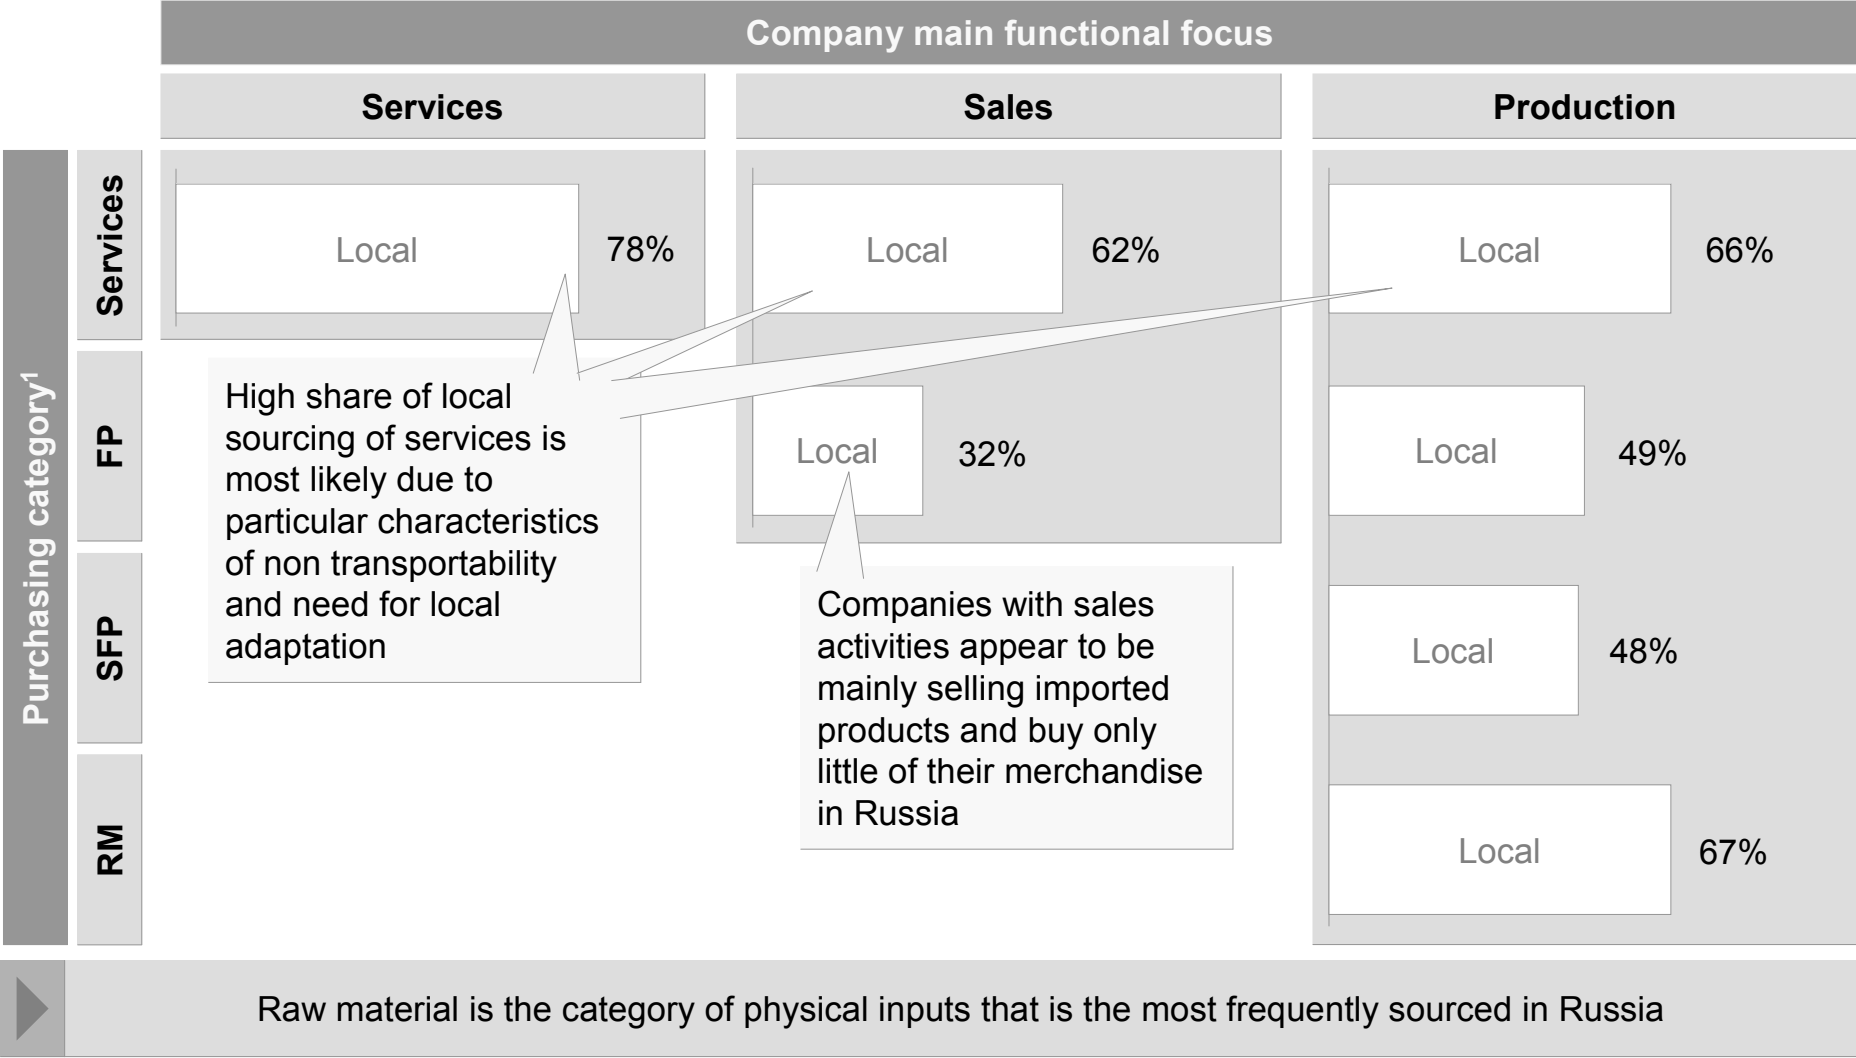 Company main functional focus
Services
Sales
Production
Purchasing category¹
Services
Local
78%
Local
62%
Local
66%
High share of local
sourcing of services is
most likely due to
particular characteristics
of non transportability
and need for local
adaptation
FP
Local
32%
Local
49%
Companies with sales
activities appear to be
mainly selling imported
products and buy only
little of their merchandise
in Russia
SFP
Local
48%
RM
Local
67%
Raw material is the category of physical inputs that is the most frequently sourced in Russia